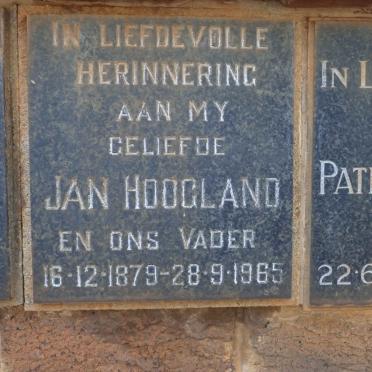 IN LIEFDEVOLLE
HERINNERING
AAN MY
GELIEFDE
JAN HOOGLAND
EN ONS VADER
16-12-1879-28-9-1965
IN L
PATR
22.6